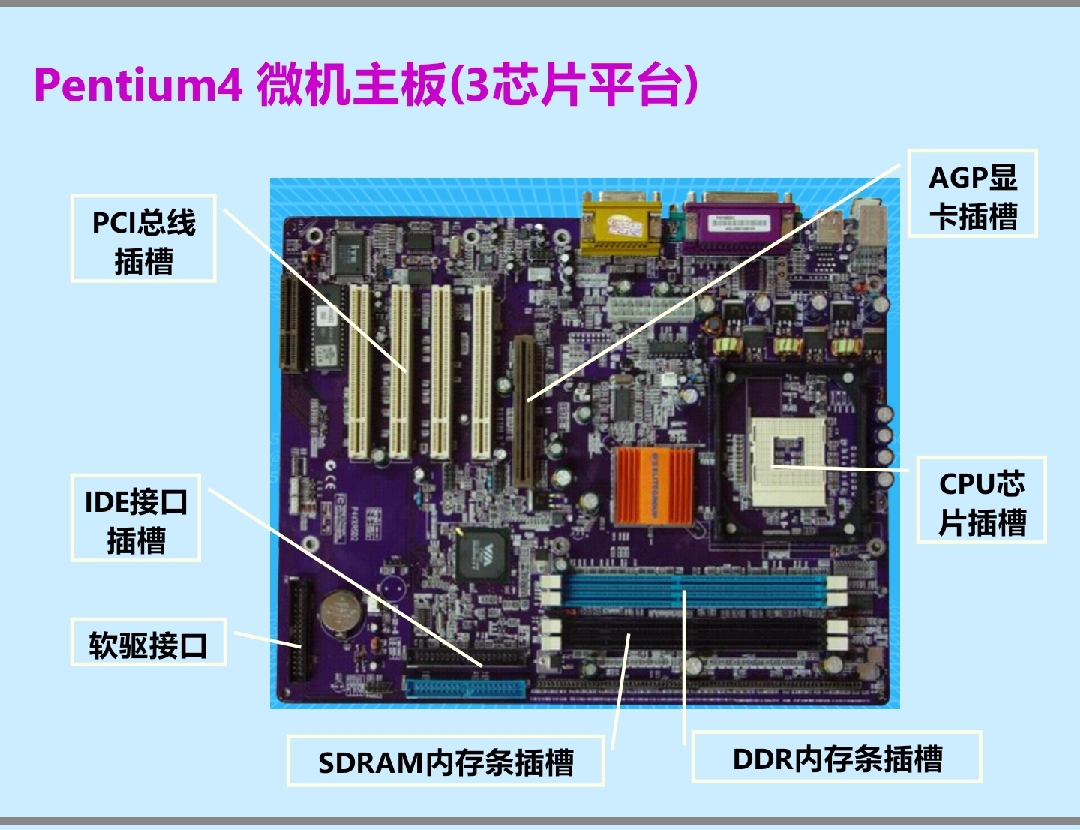 Pentium4 微机主板(3芯片平台)
AGP显
卡插槽
PCI总线
插槽
IDE接口
插槽
CPU芯
片插槽
软驱接口
SDRAM内存条插槽
DDR内存条插槽
VIA
ELITEGROUP